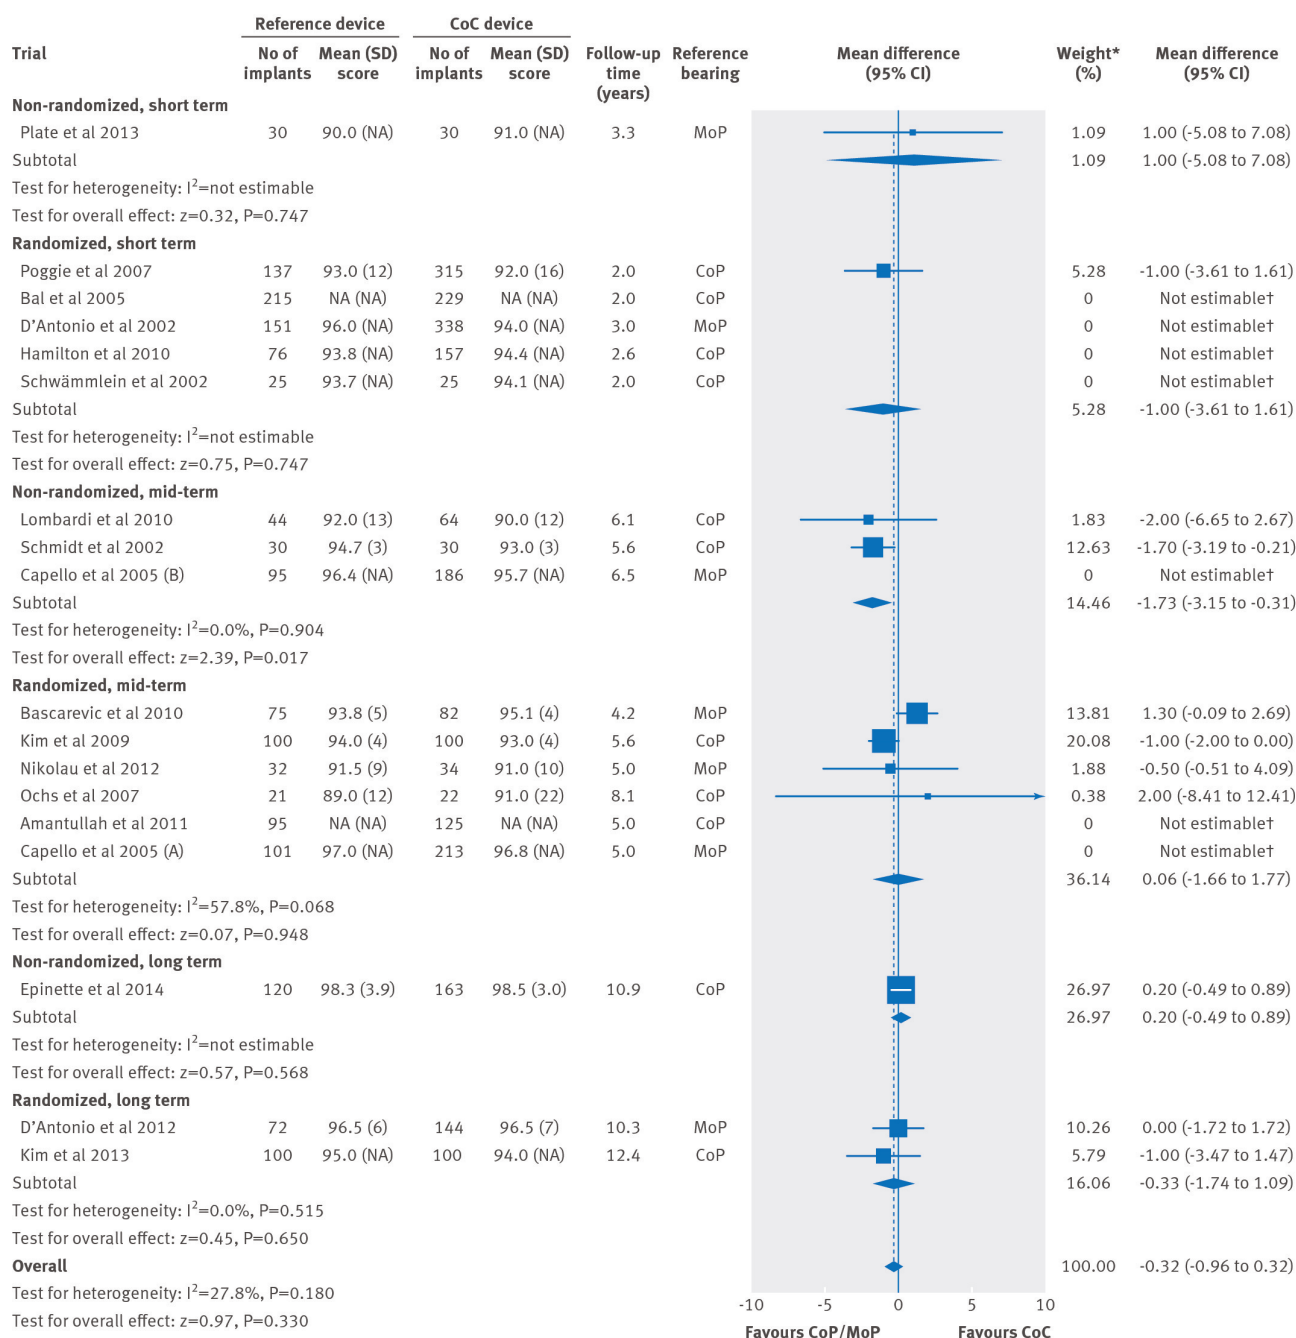 Reference device CoC device
Trial No of implants Mean (SD) score No of implants Mean (SD) score Follow-up time (years) Reference bearing Mean difference (95% CI) Weight* (%) Mean difference (95% CI)
Non-randomized, short term
Plate et al 2013 30 90.0 (NA) 30 91.0 (NA) 3.3 MoP 1.09 1.00 (-5.08 to 7.08)
Subtotal 1.09 1.00 (-5.08 to 7.08)
Test for heterogeneity: I²=not estimable
Test for overall effect: z=0.32, P=0.747
Randomized, short term
Poggie et al 2007 137 93.0 (12) 315 92.0 (16) 2.0 CoP 5.28 -1.00 (-3.61 to 1.61)
Bal et al 2005 215 NA (NA) 229 NA (NA) 2.0 CoP 0 Not estimable†
D’Antonio et al 2002 151 96.0 (NA) 338 94.0 (NA) 3.0 MoP 0 Not estimable†
Hamilton et al 2010 76 93.8 (NA) 157 94.4 (NA) 2.6 CoP 0 Not estimable†
Schwämmlein et al 2002 25 93.7 (NA) 25 94.1 (NA) 2.0 CoP 0 Not estimable†
Subtotal 5.28 -1.00 (-3.61 to 1.61)
Test for heterogeneity: I²=not estimable
Test for overall effect: z=0.75, P=0.747
Non-randomized, mid-term
Lombardi et al 2010 44 92.0 (13) 64 90.0 (12) 6.1 CoP 1.83 -2.00 (-6.65 to 2.67)
Schmidt et al 2002 30 94.7 (3) 30 93.0 (3) 5.6 CoP 12.63 -1.70 (-3.19 to -0.21)
Capello et al 2005 (B) 95 96.4 (NA) 186 95.7 (NA) 6.5 MoP 0 Not estimable†
Subtotal 14.46 -1.73 (-3.15 to -0.31)
Test for heterogeneity: I²=0.0%, P=0.904
Test for overall effect: z=2.39, P=0.017
Randomized, mid-term
Bascarevic et al 2010 75 93.8 (5) 82 95.1 (4) 4.2 MoP 13.81 1.30 (-0.09 to 2.69)
Kim et al 2009 100 94.0 (4) 100 93.0 (4) 5.6 CoP 20.08 -1.00 (-2.00 to 0.00)
Nikolau et al 2012 32 91.5 (9) 34 91.0 (10) 5.0 MoP 1.88 -0.50 (-0.51 to 4.09)
Ochs et al 2007 21 89.0 (12) 22 91.0 (22) 8.1 CoP 0.38 2.00 (-8.41 to 12.41)
Amantullah et al 2011 95 NA (NA) 125 NA (NA) 5.0 CoP 0 Not estimable†
Capello et al 2005 (A) 101 97.0 (NA) 213 96.8 (NA) 5.0 MoP 0 Not estimable†
Subtotal 36.14 0.06 (-1.66 to 1.77)
Test for heterogeneity: I²=57.8%, P=0.068
Test for overall effect: z=0.07, P=0.948
Non-randomized, long term
Epinette et al 2014 120 98.3 (3.9) 163 98.5 (3.0) 10.9 CoP 26.97 0.20 (-0.49 to 0.89)
Subtotal 26.97 0.20 (-0.49 to 0.89)
Test for heterogeneity: I²=not estimable
Test for overall effect: z=0.57, P=0.568
Randomized, long term
D’Antonio et al 2012 72 96.5 (6) 144 96.5 (7) 10.3 MoP 10.26 0.00 (-1.72 to 1.72)
Kim et al 2013 100 95.0 (NA) 100 94.0 (NA) 12.4 CoP 5.79 -1.00 (-3.47 to 1.47)
Subtotal 16.06 -0.33 (-1.74 to 1.09)
Test for heterogeneity: I²=0.0%, P=0.515
Test for overall effect: z=0.45, P=0.650
Overall 100.00 -0.32 (-0.96 to 0.32)
Test for heterogeneity: I²=27.8%, P=0.180
Test for overall effect: z=0.97, P=0.330
-10 -5 0 5 10
Favours CoP/MoP Favours CoC